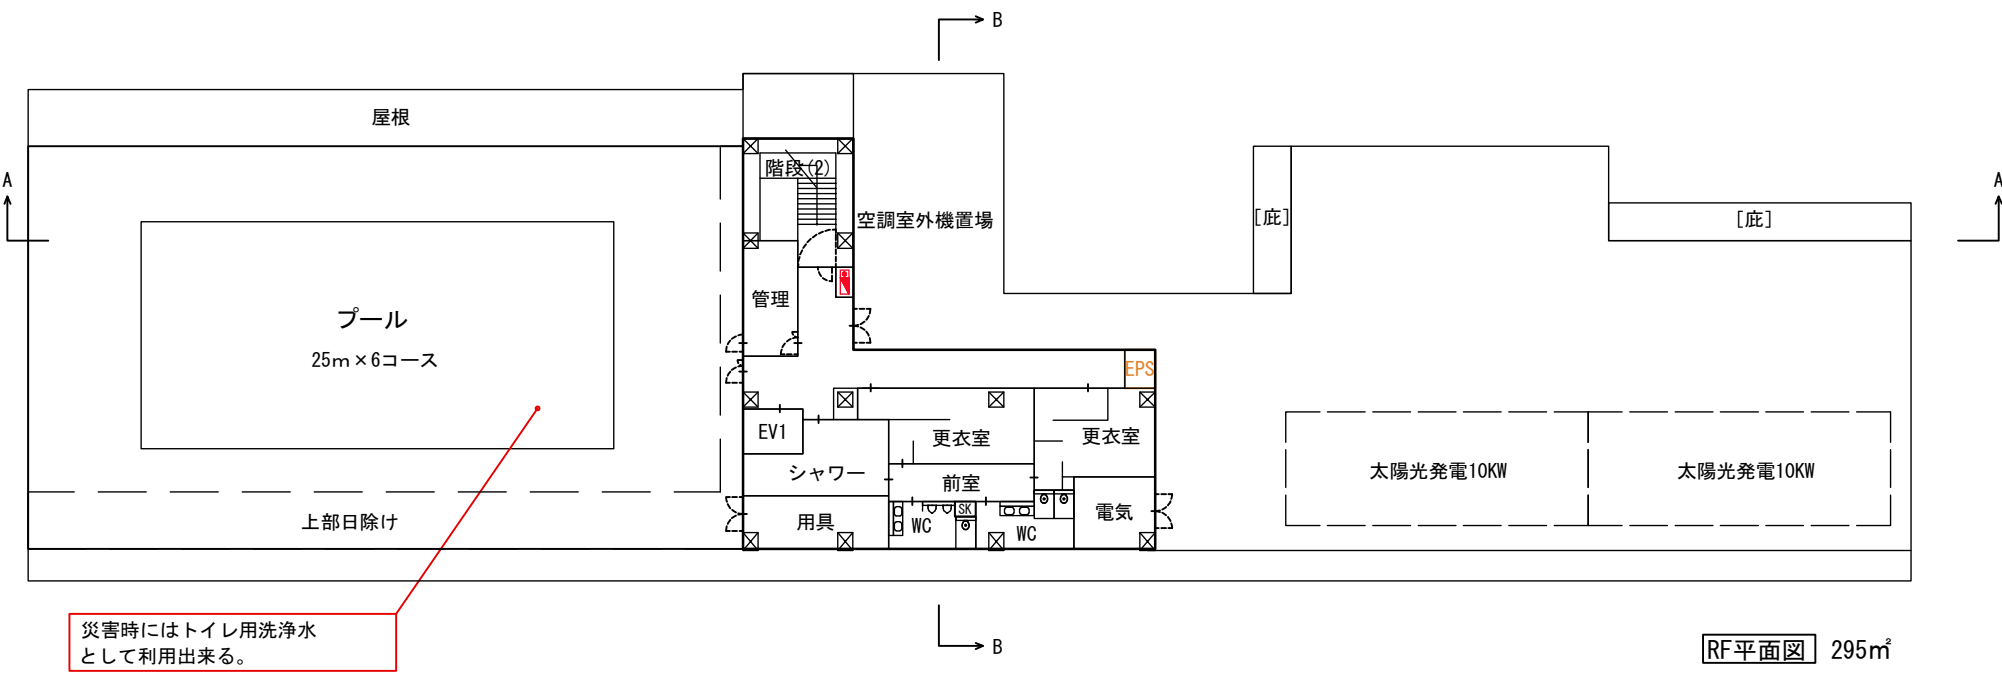 B
屋根
A
A
階段(2)
空調室外機置場
[庇]
[庇]
管理
プール
25m×6コース
EPS
EV1
更衣室
更衣室
シャワー
前室
太陽光発電10KW
太陽光発電10KW
上部日除け
用具
WC
SK
WC
電気
災害時にはトイレ用洗浄水
として利用出来る。
B
RF平面図 295㎡